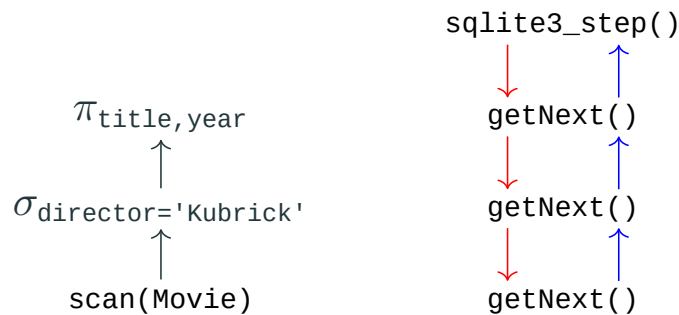 sqlite3_step()
π title,year
getNext()
σ director='Kubrick'
getNext()
scan(Movie)
getNext()